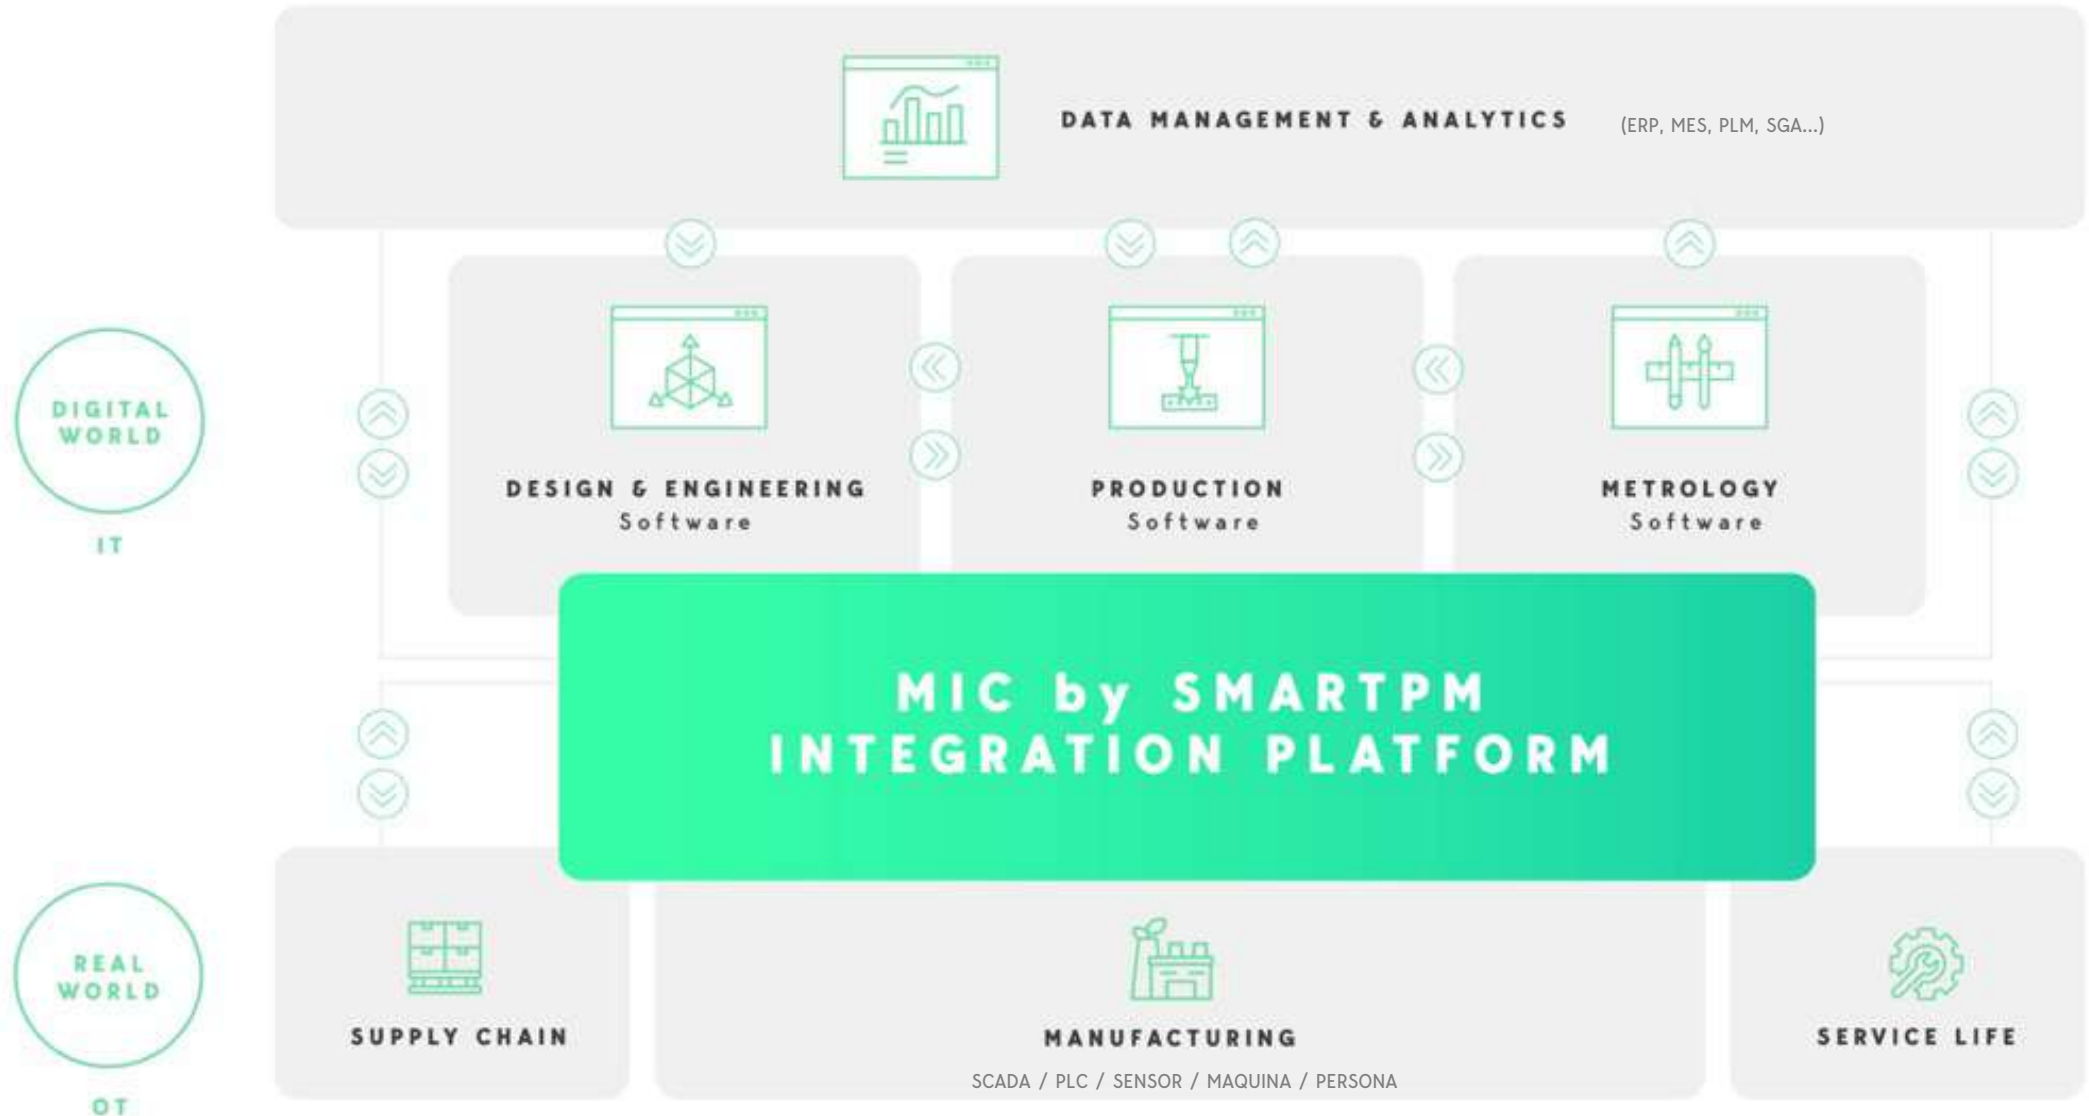 DATA MANAGEMENT & ANALYTICS (ERP, MES, PLM, SGA...)
DIGITAL
WORLD
IT
DESIGN & ENGINEERING
Software
PRODUCTION
Software
METROLOGY
Software
MIC by SMARTPM
INTEGRATION PLATFORM
REAL
WORLD
OT
SUPPLY CHAIN
MANUFACTURING
SCADA / PLC / SENSOR / MAQUINA / PERSONA
SERVICE LIFE